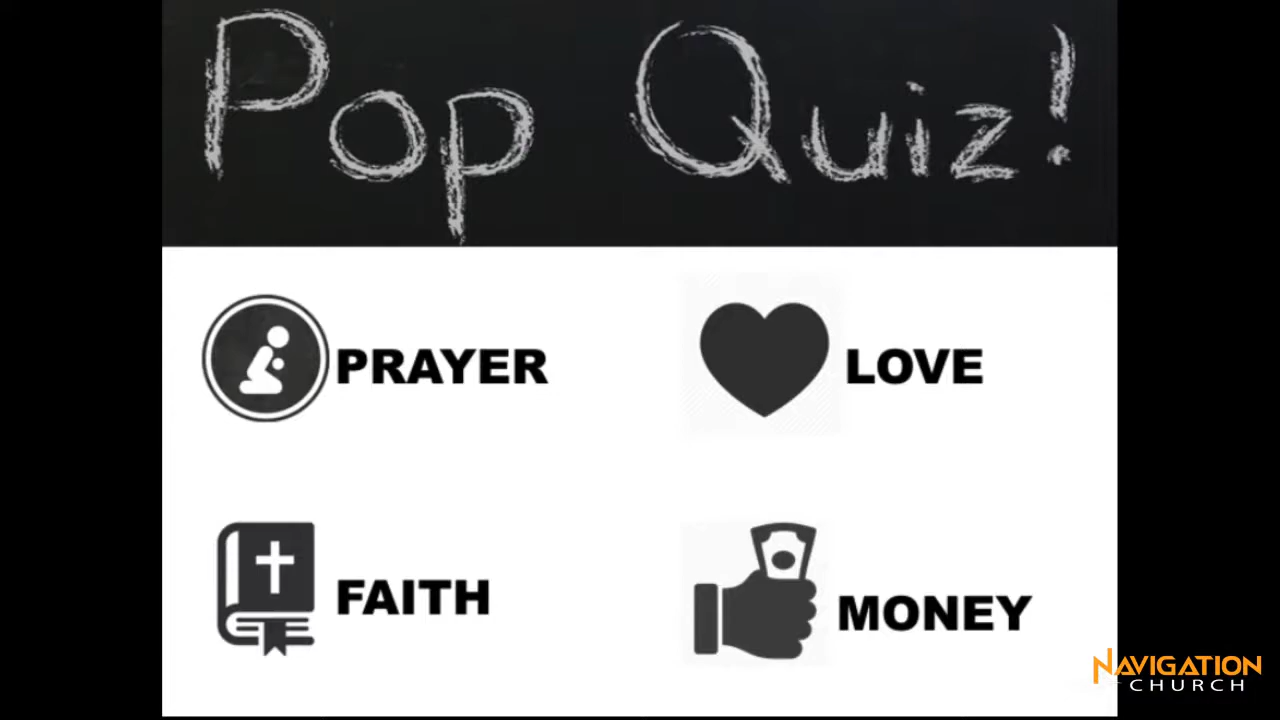 Pop Quiz!
PRAYER
LOVE
FAITH
MONEY
NAVIGATION
CHURCH